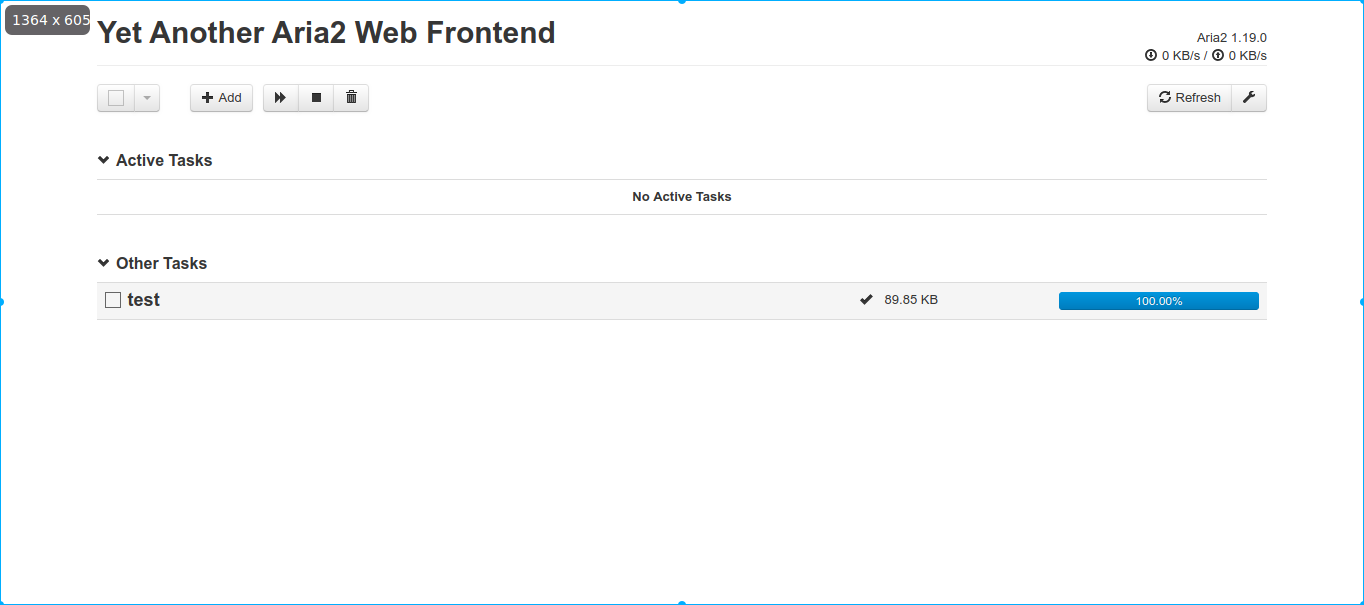 1364 x 605
Yet Another Aria2 Web Frontend
Aria2 1.19.0
0 KB/s / 0 KB/s
Add
Refresh
Active Tasks
No Active Tasks
Other Tasks
test 89.85 KB 100.00%